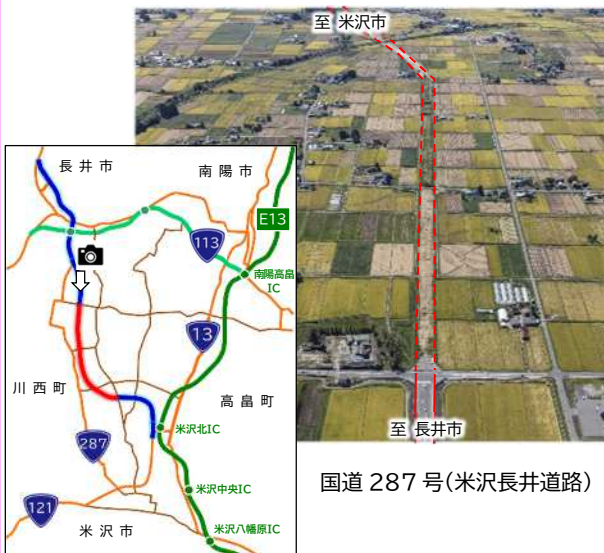 至 米沢市
至 長井市
長井市
南陽市
E13
113
南陽高畠
IC
13
川西町
高畠町
米沢北IC
287
米沢中央IC
121
米沢市
米沢八幡原IC
国道 287 号(米沢長井道路)